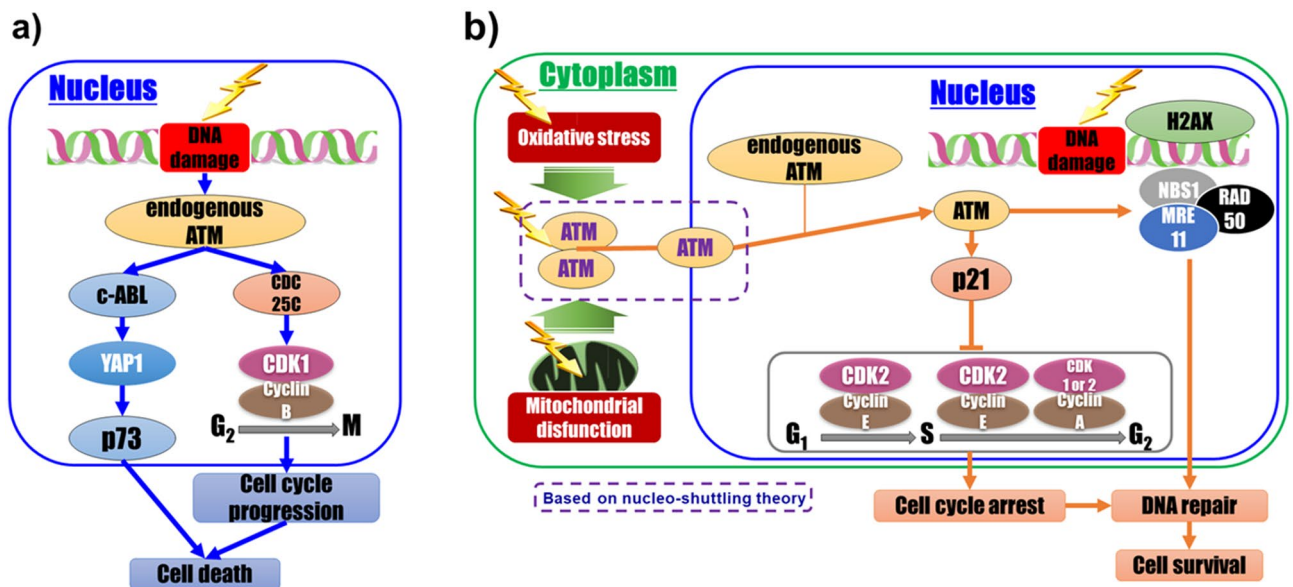 a)
Nucleus
DNA
damage
endogenous
ATM
c-ABL
CDC
25C
YAP1
CDK1
Cyclin
B
p73
G2
M
Cell cycle
progression
Cell death
b)
Cytoplasm
Nucleus
Oxidative stress
endogenous
ATM
DNA
damage
H2AX
NBS1
RAD
50
MRE
11
ATM
ATM
ATM
ATM
p21
Mitochondrial
disfunction
CDK2
Cyclin
E
CDK2
Cyclin
E
CDK
1 or 2
Cyclin
A
G1
S
G2
Based on nucleo-shuttling theory
Cell cycle arrest
DNA repair
Cell survival